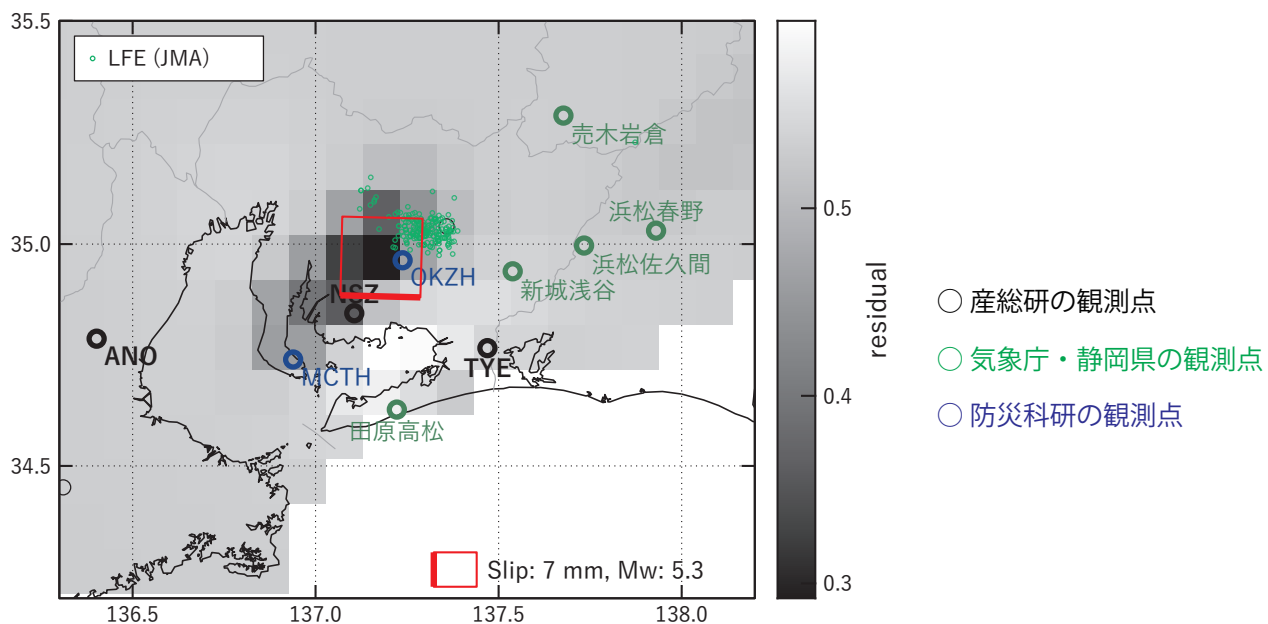 35.5
LFE (JMA)
売木岩倉
浜松春野
0.5
35.0
浜松佐久間
OKZH
新城浅谷
NSZ
○ 産総研の観測点
residual
ANO
TYE
○ 気象庁・静岡県の観測点
MCTH
0.4
○ 防災科研の観測点
田原高松
34.5
Slip: 7 mm, Mw: 5.3
0.3
136.5
137.0
137.5
138.0